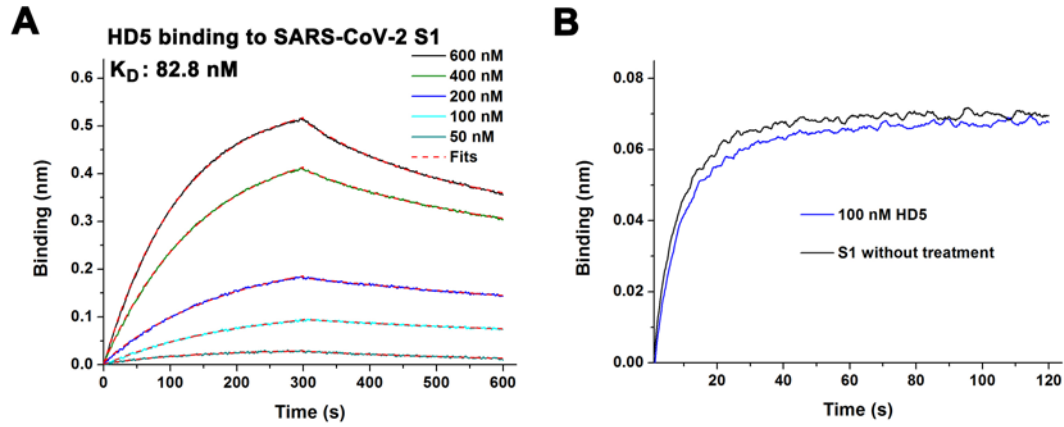 A
HD5 binding to SARS-CoV-2 S1
K_D: 82.8 nM
600 nM
400 nM
200 nM
100 nM
50 nM
Fits
Binding (nm)
0.6
0.5
0.4
0.3
0.2
0.1
0.0
0 100 200 300 400 500 600
Time (s)
B
Binding (nm)
0.08
0.06
0.04
0.02
0.00
100 nM HD5
S1 without treatment
20 40 60 80 100 120
Time (s)